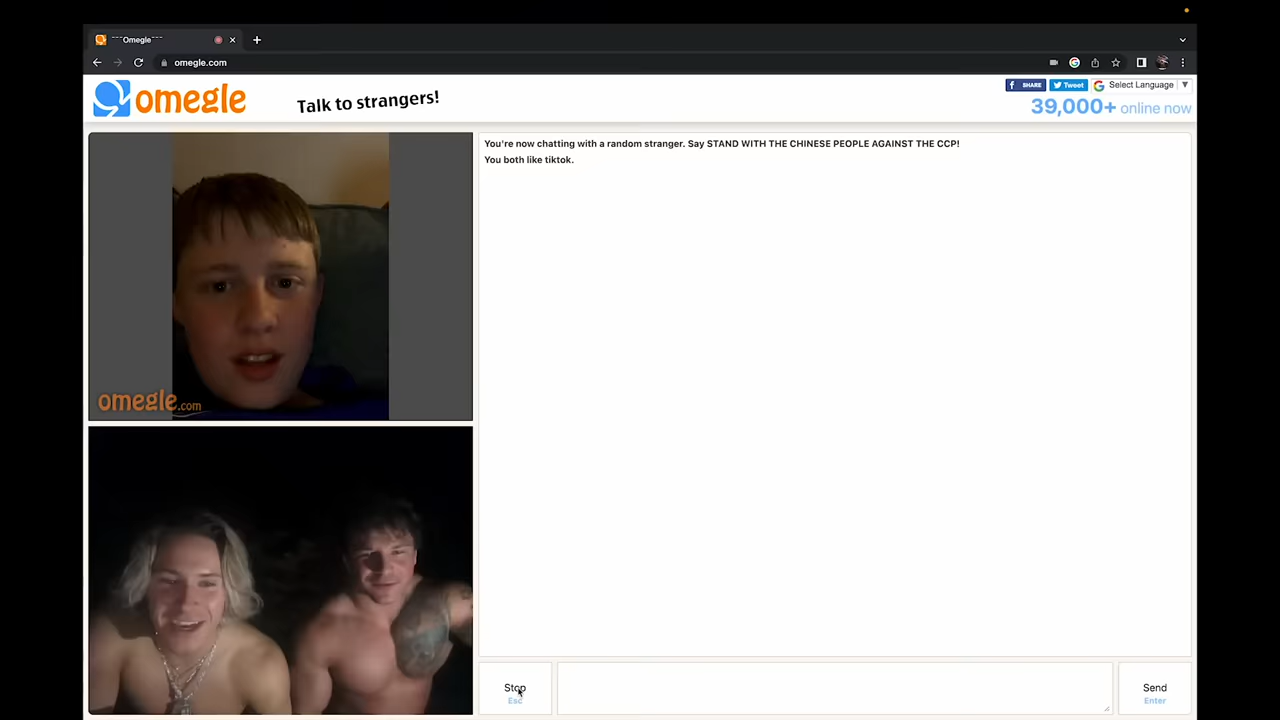 Omegle
omegle.com
omegle
Talk to strangers!
SHARE
Tweet
Select Language
39,000+ online now
You're now chatting with a random stranger. Say STAND WITH THE CHINESE PEOPLE AGAINST THE CCP!
You both like tiktok.
omegle.com
Stop
Esc
Send
Enter